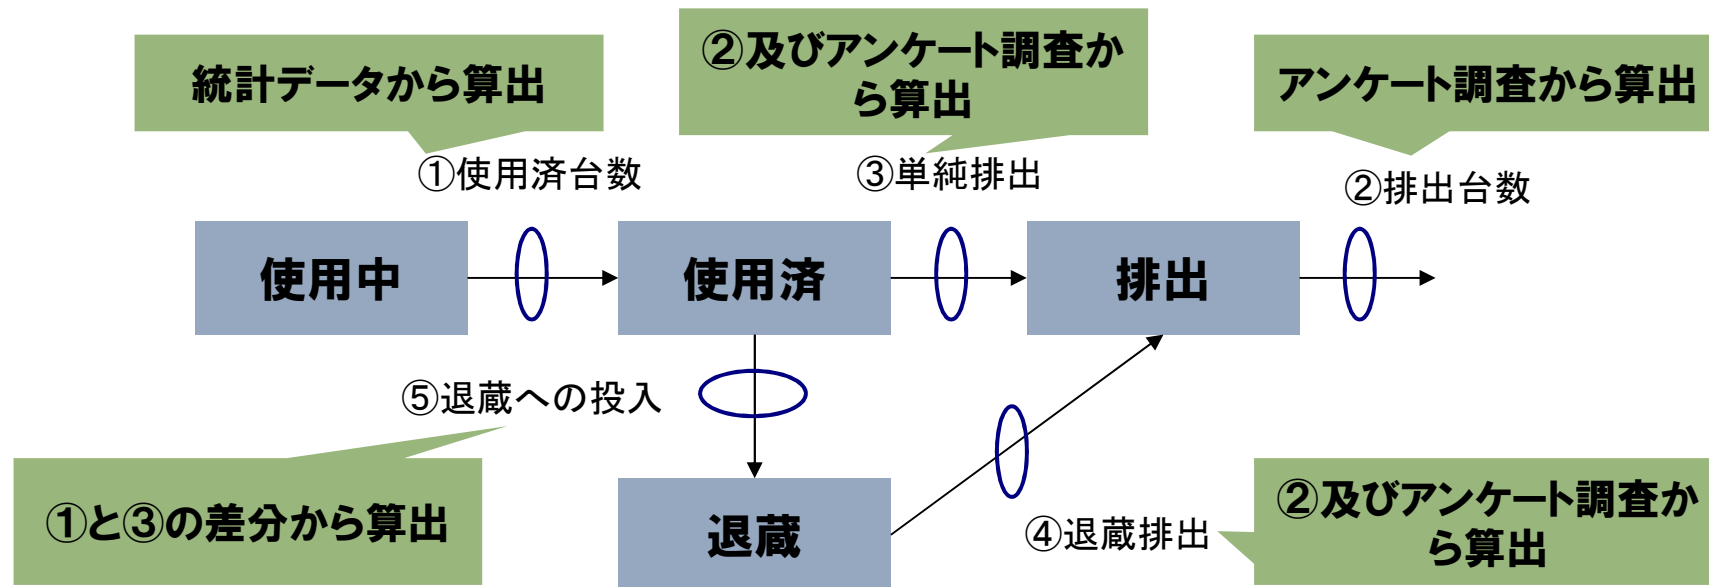 統計データから算出
②及びアンケート調査か
ら算出
アンケート調査から算出
①使用済台数
③単純排出
②排出台数
使用中
使用済
排出
⑤退蔵への投入
①と③の差分から算出
退蔵
④退蔵排出
②及びアンケート調査か
ら算出